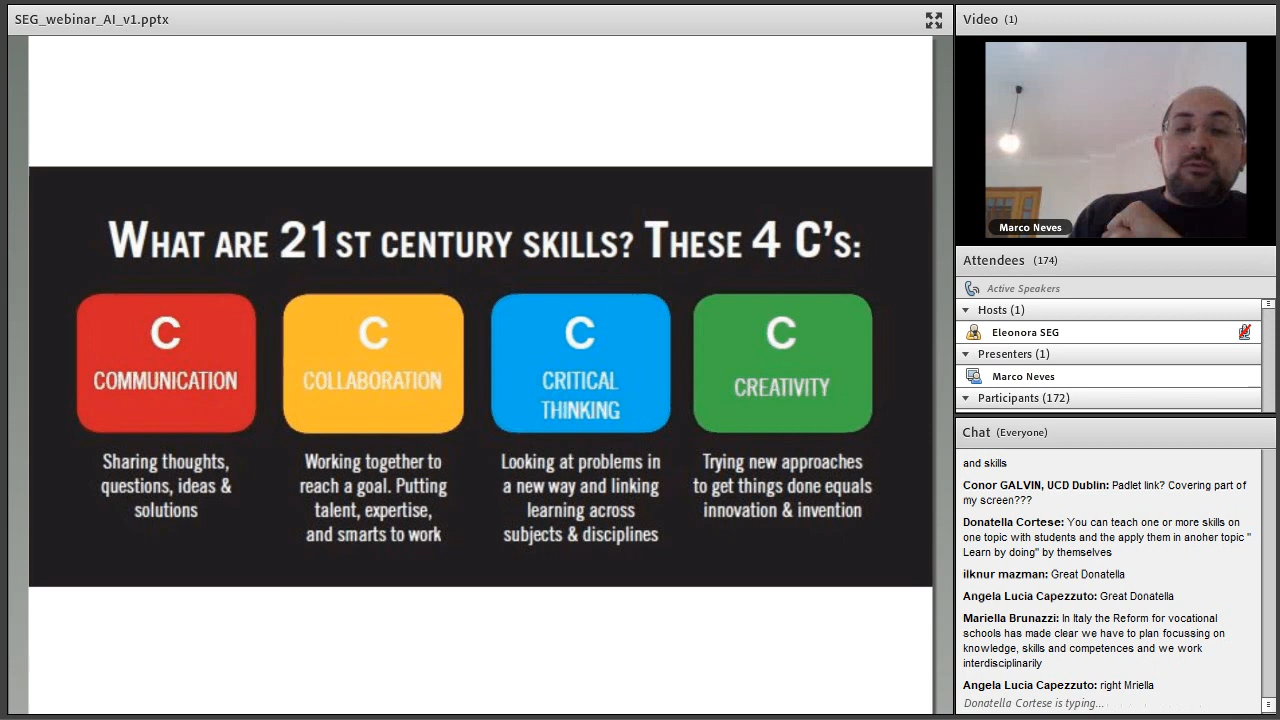 SEG_webinar_AI_v1.pptx
WHAT ARE 21ST CENTURY SKILLS? THESE 4 C'S:
C
COMMUNICATION
Sharing thoughts,
questions, ideas &
solutions
C
COLLABORATION
Working together to
reach a goal. Putting
talent, expertise,
and smarts to work
C
CRITICAL
THINKING
Looking at problems in
a new way and linking
learning across
subjects & disciplines
C
CREATIVITY
Trying new approaches
to get things done equals
innovation & invention
Video (1)
Marco Neves
Attendees (174)
Active Speakers
Hosts (1)
Eleonora SEG
Presenters (1)
Marco Neves
Participants (172)
Chat (Everyone)
and skills
Conor GALVIN, UCD Dublin: Padlet link? Covering part of
my screen???
Donatella Cortese: You can teach one or more skills on
one topic with students and the apply them in anoher topic "
Learn by doing" by themselves
ilknur mazman: Great Donatella
Angela Lucia Capezzuto: Great Donatella
Mariella Brunazzi: In Italy the Reform for vocational
schools has made clear we have to plan focussing on
knowledge, skills and competences and we work
interdisciplinarily
Angela Lucia Capezzuto: right Mriella
Donatella Cortese is typing...